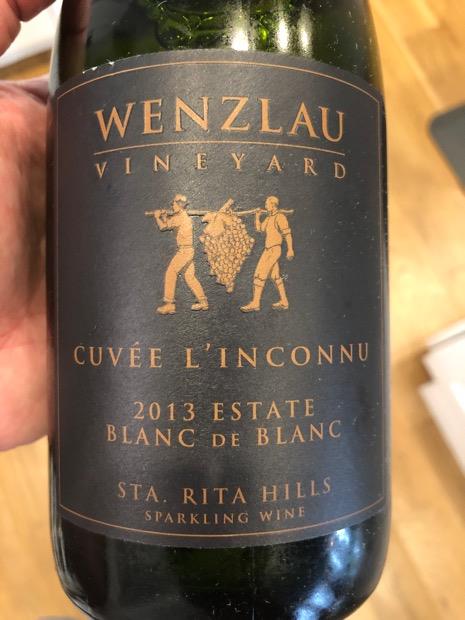 WENZLAU
VINEYARD
CUVÉE L'INCONNU
2013 ESTATE
BLANC DE BLANC
STA. RITA HILLS
SPARKLING WINE